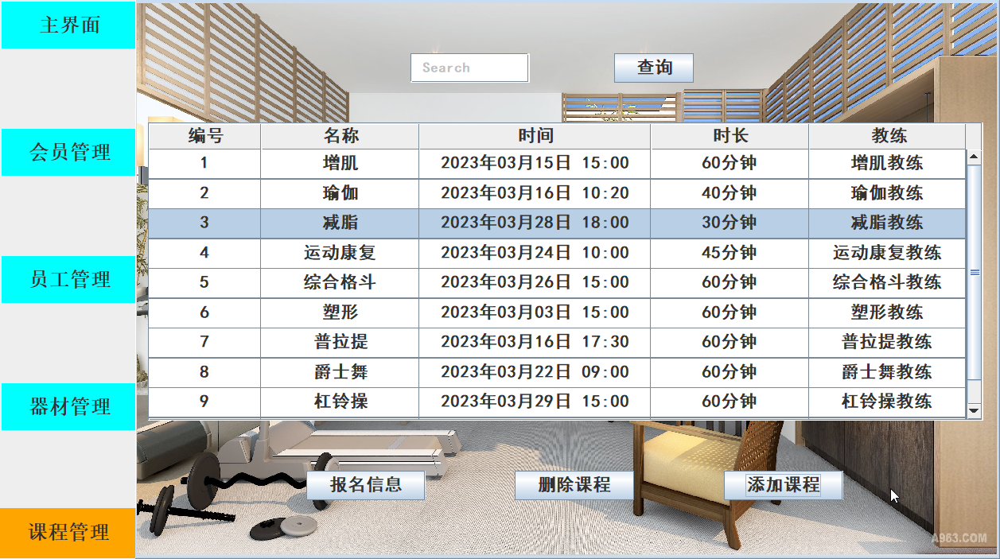 主界面
会员管理
员工管理
器材管理
课程管理
Search
查询
编号 名称 时间 时长 教练
1 增肌 2023年03月15日 15:00 60分钟 增肌教练
2 瑜伽 2023年03月16日 10:20 40分钟 瑜伽教练
3 减脂 2023年03月28日 18:00 30分钟 减脂教练
4 运动康复 2023年03月24日 10:00 45分钟 运动康复教练
5 综合格斗 2023年03月26日 15:00 60分钟 综合格斗教练
6 塑形 2023年03月03日 15:00 60分钟 塑形教练
7 普拉提 2023年03月16日 17:30 60分钟 普拉提教练
8 爵士舞 2023年03月22日 09:00 60分钟 爵士舞教练
9 杠铃操 2023年03月29日 15:00 60分钟 杠铃操教练
报名信息
删除课程
添加课程
A963.COM